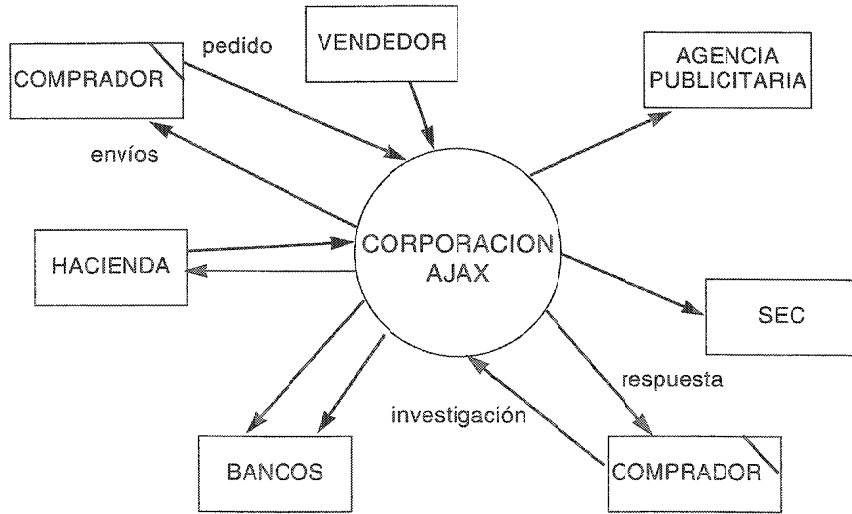 pedido
VENDEDOR
AGENCIA
PUBLICITARIA
COMPRADOR
envíos
HACIENDA
CORPORACION
AJAX
SEC
respuesta
investigación
BANCOS
COMPRADOR